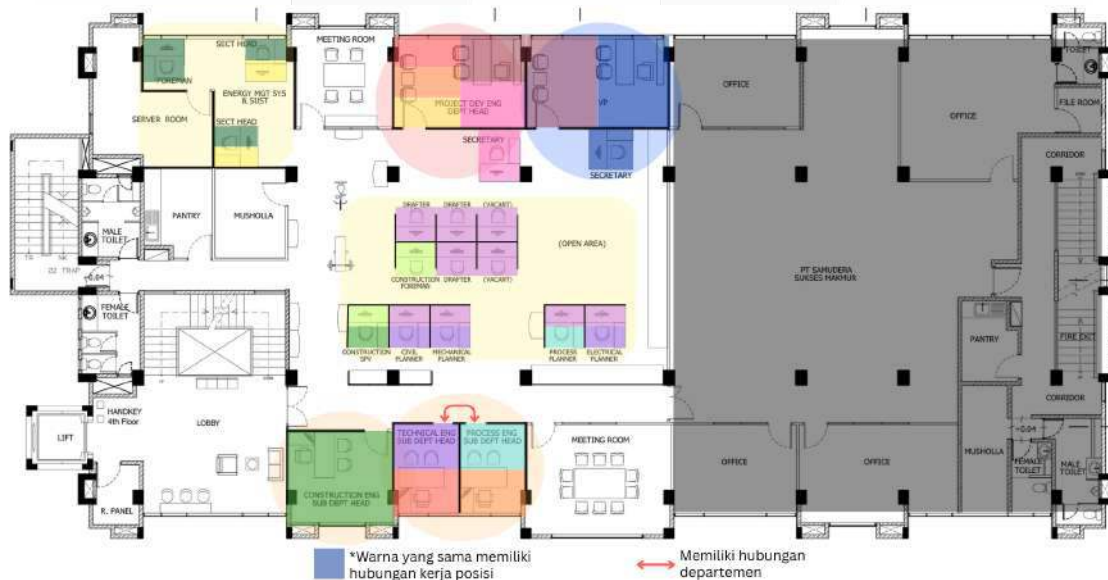 SECT HEAD
MEETING ROOM
TOILET
FOREMAN
ENERGY MGT SYS
& SUST
PROJECT DEV ENG
DEPT HEAD
VP
OFFICE
OFFICE
FILE ROOM
SERVER ROOM
SECT HEAD
SECRETARY
SECRETARY
CORRIDOR
PANTRY
MUSHOLLA
MALE
TOILET
DRAFTER
DRAFTER
(VACANT)
(OPEN AREA)
CONSTRUCTION
FOREMAN
DRAFTER
(VACANT)
PT SAMUDERA
SUKSES MAKMUR
-0.04
FEMALE
TOILET
PANTRY
CONSTRUCTION
SPV
CIVIL
PLANNER
MECHANICAL
PLANNER
PROCESS
PLANNER
ELECTRICAL
PLANNER
CORRIDOR
HANDKEY
4th Floor
LIFT
LOBBY
TECHNICAL ENG
SUB DEPT HEAD
PROCESS ENG
SUB DEPT HEAD
MEETING ROOM
OFFICE
OFFICE
MUSHOLLA
-0.04
FEMALE
TOILET
MALE
TOILET
CONSTRUCTION ENG
SUB DEPT HEAD
R. PANEL
*Warna yang sama memiliki
hubungan kerja posisi
Memiliki hubungan
departemen